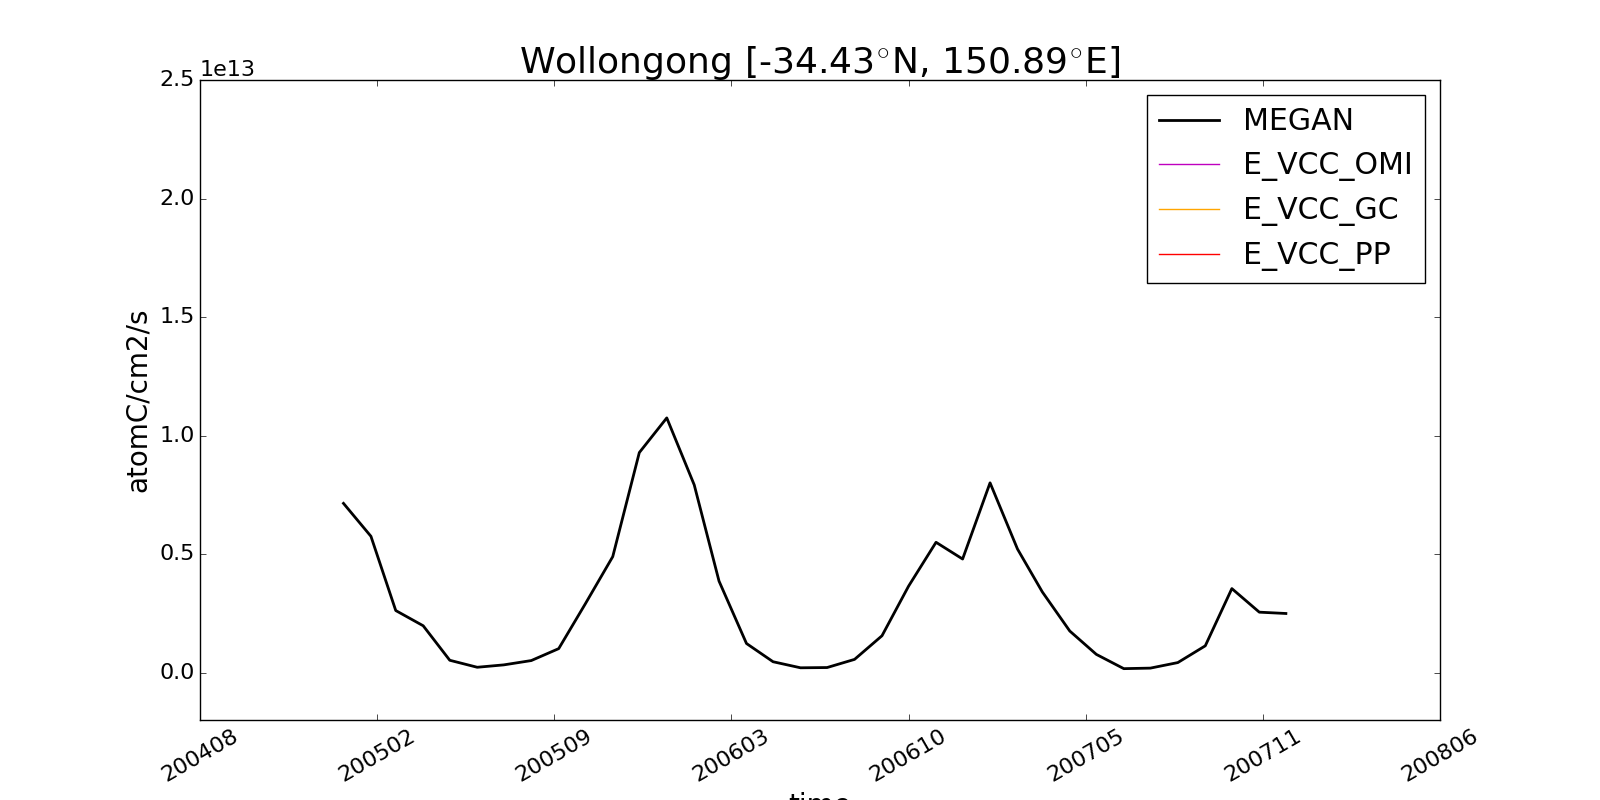 Wollongong [-34.43°N, 150.89°E]
1e13
2.5
2.0
1.5
1.0
0.5
0.0
atomC/cm2/s
MEGAN
E_VCC_OMI
E_VCC_GC
E_VCC_PP
200408
200502
200509
200603
200610
200705
200711
200806
time